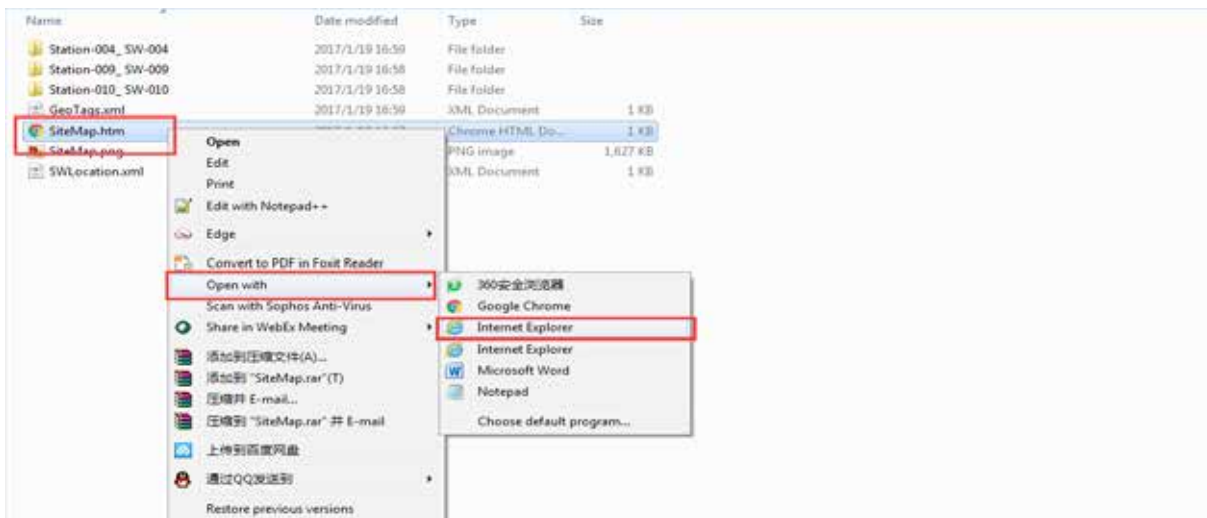 Name Date modified Type Size
Station-004_ SW-004 2017/1/19 16:59 File folder
Station-009_ SW-009 2017/1/19 16:58 File folder
Station-010_ SW-010 2017/1/19 16:58 File folder
GeoTags.xml 2017/1/19 16:59 XML Document 1 KB
SiteMap.htm Chrome HTML Do... 1 KB
SiteMap.png PNG image 1,627 KB
SWLocation.xml XML Document 1 KB
Open
Edit
Print
Edit with Notepad++
Edge
Convert to PDF in Foxit Reader
Open with
Scan with Sophos Anti-Virus
Share in WebEx Meeting
添加到压缩文件(A)...
添加到 "SiteMap.rar"(T)
压缩并 E-mail...
压缩到 "SiteMap.rar" 并 E-mail
上传到百度网盘
通过QQ发送到
Restore previous versions
360安全浏览器
Google Chrome
Internet Explorer
Internet Explorer
Microsoft Word
Notepad
Choose default program...